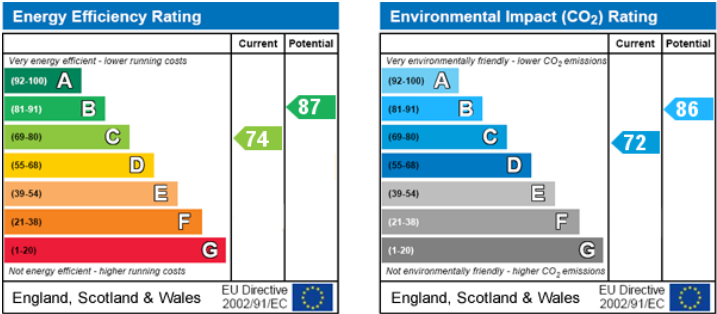 Energy Efficiency Rating
Current Potential
Very energy efficient - lower running costs
(92-100) A
(81-91) B
87
(69-80) C
74
(55-68) D
(39-54) E
(21-38) F
(1-20) G
Not energy efficient - higher running costs
England, Scotland & Wales
EU Directive
2002/91/EC
Environmental Impact (CO₂) Rating
Current Potential
Very environmentally friendly - lower CO₂ emissions
(92-100) A
(81-91) B
86
(69-80) C
72
(55-68) D
(39-54) E
(21-38) F
(1-20) G
Not environmentally friendly - higher CO₂ emissions
England, Scotland & Wales
EU Directive
2002/91/EC